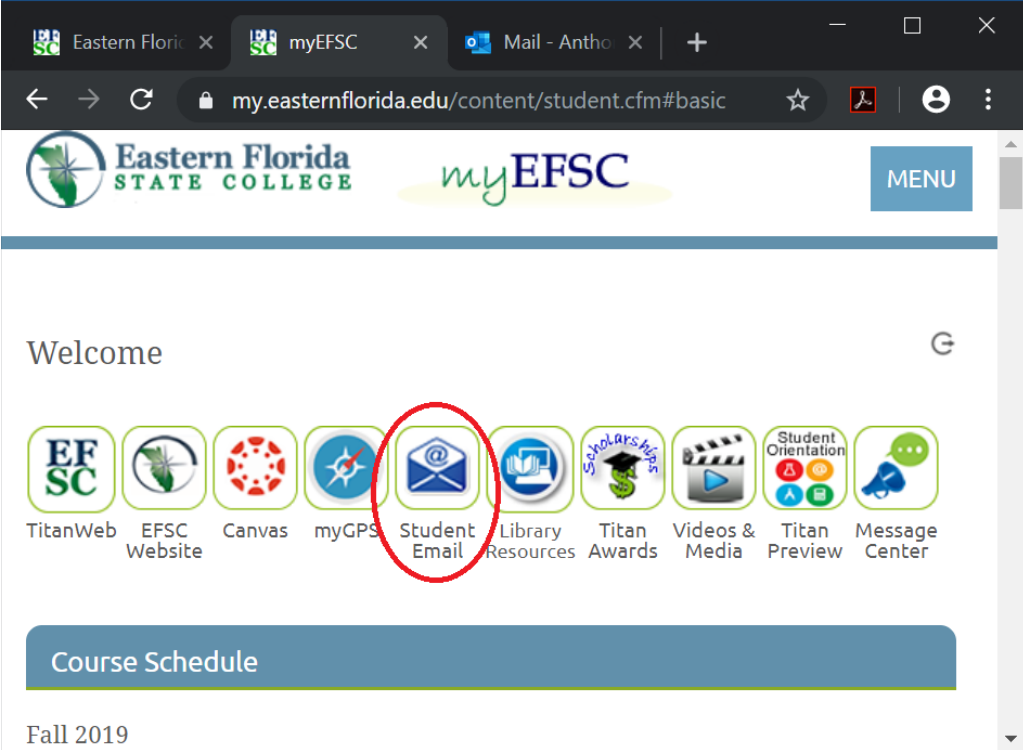 Eastern Floric
myEFSC
Mail - Antho
my.easternflorida.edu/content/student.cfm#basic
Eastern Florida
STATE COLLEGE
myEFSC
MENU
Welcome
EF
SC
Scholarships
Student
Orientation
TitanWeb
EFSC
Website
Canvas
myGPS
Student
Email
Library
Resources
Titan
Awards
Videos &
Media
Titan
Preview
Message
Center
Course Schedule
Fall 2019